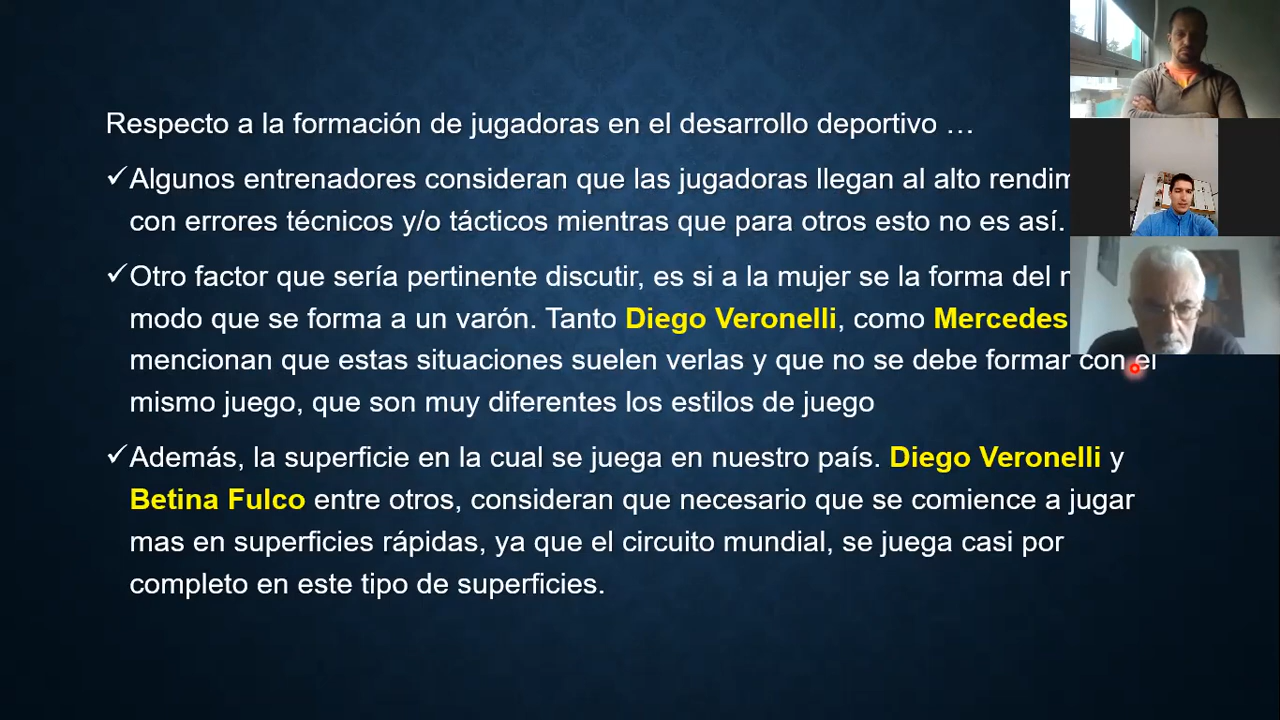 Respecto a la formación de jugadoras en el desarrollo deportivo …
✓Algunos entrenadores consideran que las jugadoras llegan al alto
con errores técnicos y/o tácticos mientras que para otros esto no es así.
✓Otro factor que sería pertinente discutir, es si a la mujer se la forma del
modo que se forma a un varón. Tanto Diego Veronelli, como Mercedes
mencionan que estas situaciones suelen verlas y que no se debe formar con el
mismo juego, que son muy diferentes los estilos de juego
✓Además, la superficie en la cual se juega en nuestro país. Diego Veronelli y
Betina Fulco entre otros, consideran que necesario que se comience a jugar
mas en superficies rápidas, ya que el circuito mundial, se juega casi por
completo en este tipo de superficies.